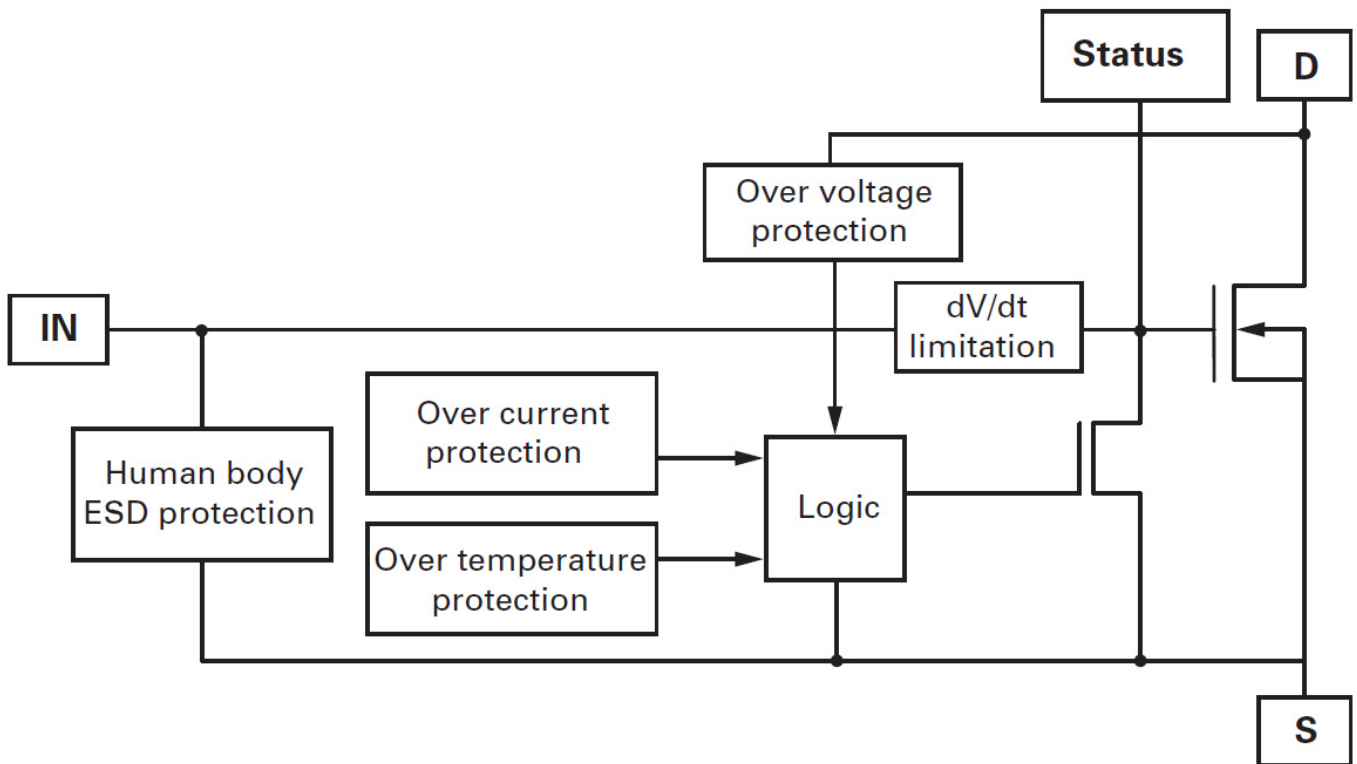 Status
D
Over voltage
protection
IN
dV/dt
limitation
Over current
protection
Human body
ESD protection
Logic
Over temperature
protection
S